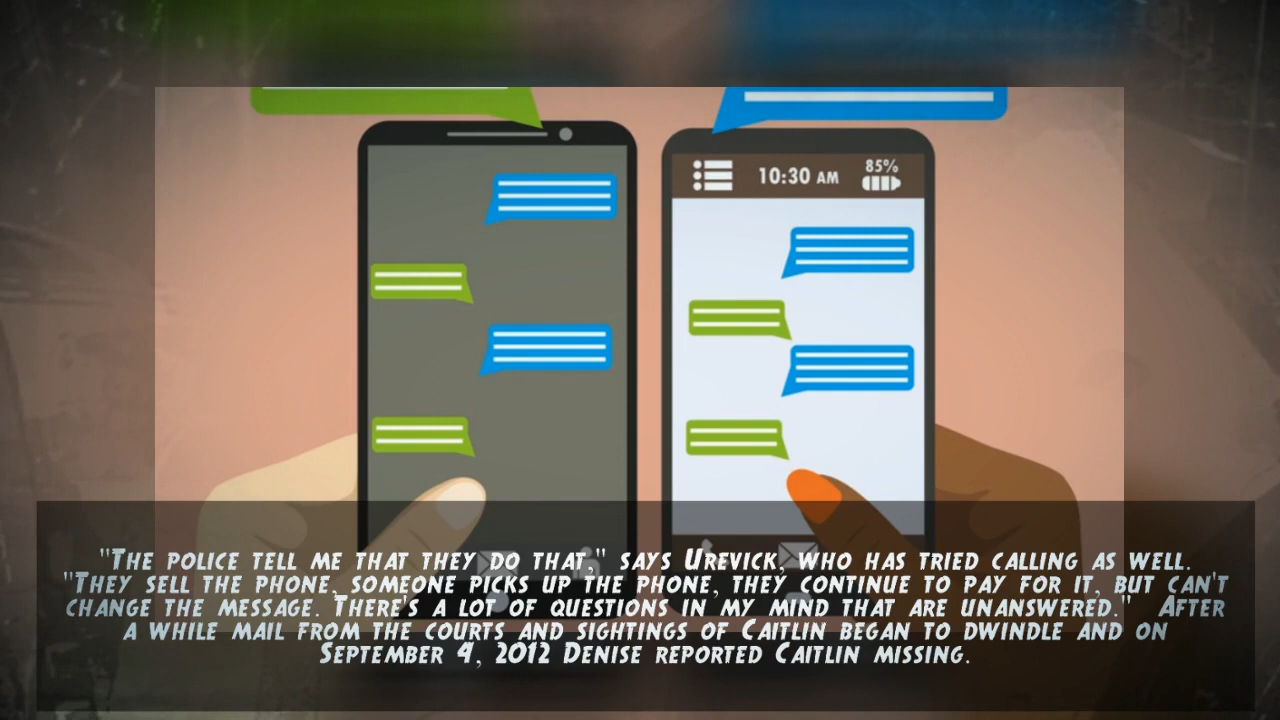 85%
10:30 AM
"The police tell me that they do that," says Urevick, who has tried calling as well.
"They sell the phone, someone picks up the phone, they continue to pay for it, but can't
change the message. There's a lot of questions in my mind that are unanswered." After
a while mail from the courts and sightings of Caitlin began to dwindle and on
September 4, 2012 Denise reported Caitlin missing.